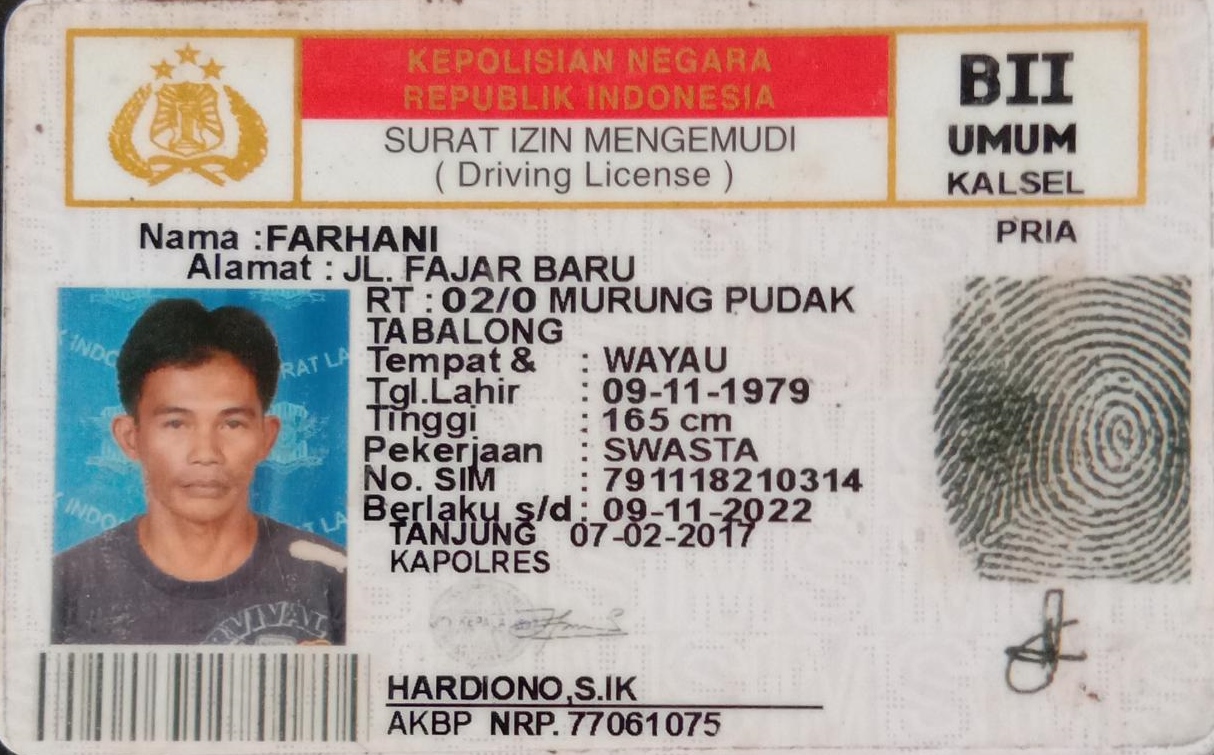 KEPOLISIAN NEGARA
REPUBLIK INDONESIA
SURAT IZIN MENGEMUDI
( Driving License )
BII
UMUM
KALSEL
PRIA
Nama :FARHANI
Alamat : JL. FAJAR BARU
RT : 02/0 MURUNG PUDAK
TABALONG
Tempat & : WAYAU
Tgl.Lahir : 09-11-1979
Tinggi : 165 cm
Pekerjaan : SWASTA
No. SIM : 791118210314
Berlaku s/d : 09-11-2022
TANJUNG 07-02-2017
KAPOLRES
HARDIONO,S.IK
AKBP NRP. 77061075